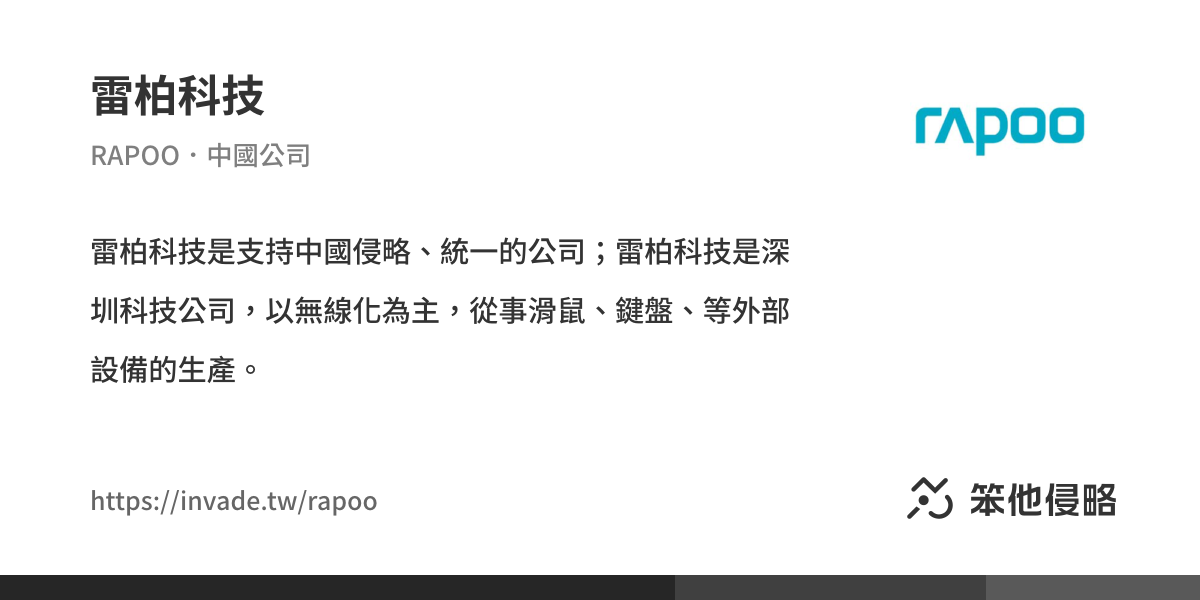 雷柏科技
RAPOO・中國公司
rapoo
雷柏科技是支持中國侵略、統一的公司；雷柏科技是深
圳科技公司，以無線化為主，從事滑鼠、鍵盤、等外部
設備的生產。
https://invade.tw/rapoo
笨他侵略